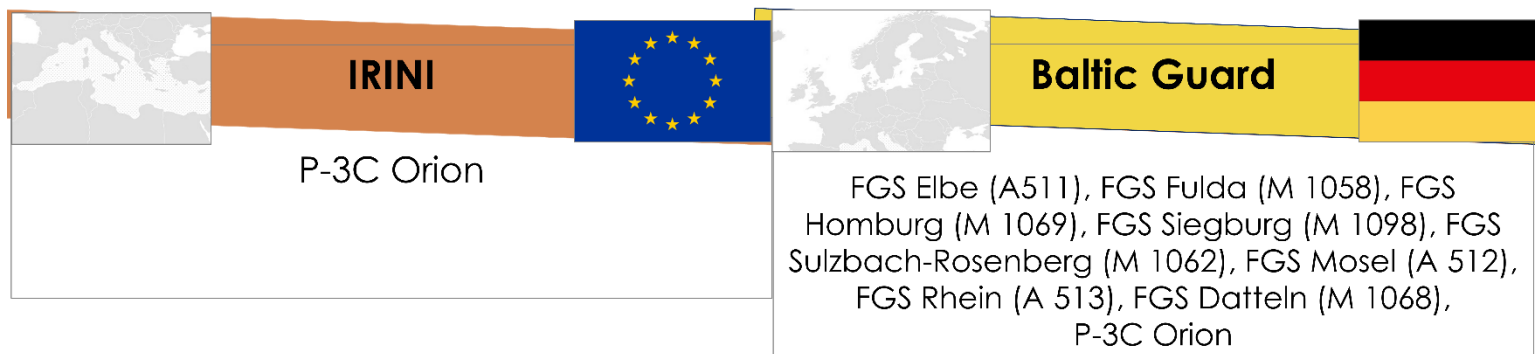 IRINI
P-3C Orion
Baltic Guard
FGS Elbe (A511), FGS Fulda (M 1058), FGS
Homburg (M 1069), FGS Siegburg (M 1098), FGS
Sulzbach-Rosenberg (M 1062), FGS Mosel (A 512),
FGS Rhein (A 513), FGS Datteln (M 1068),
P-3C Orion